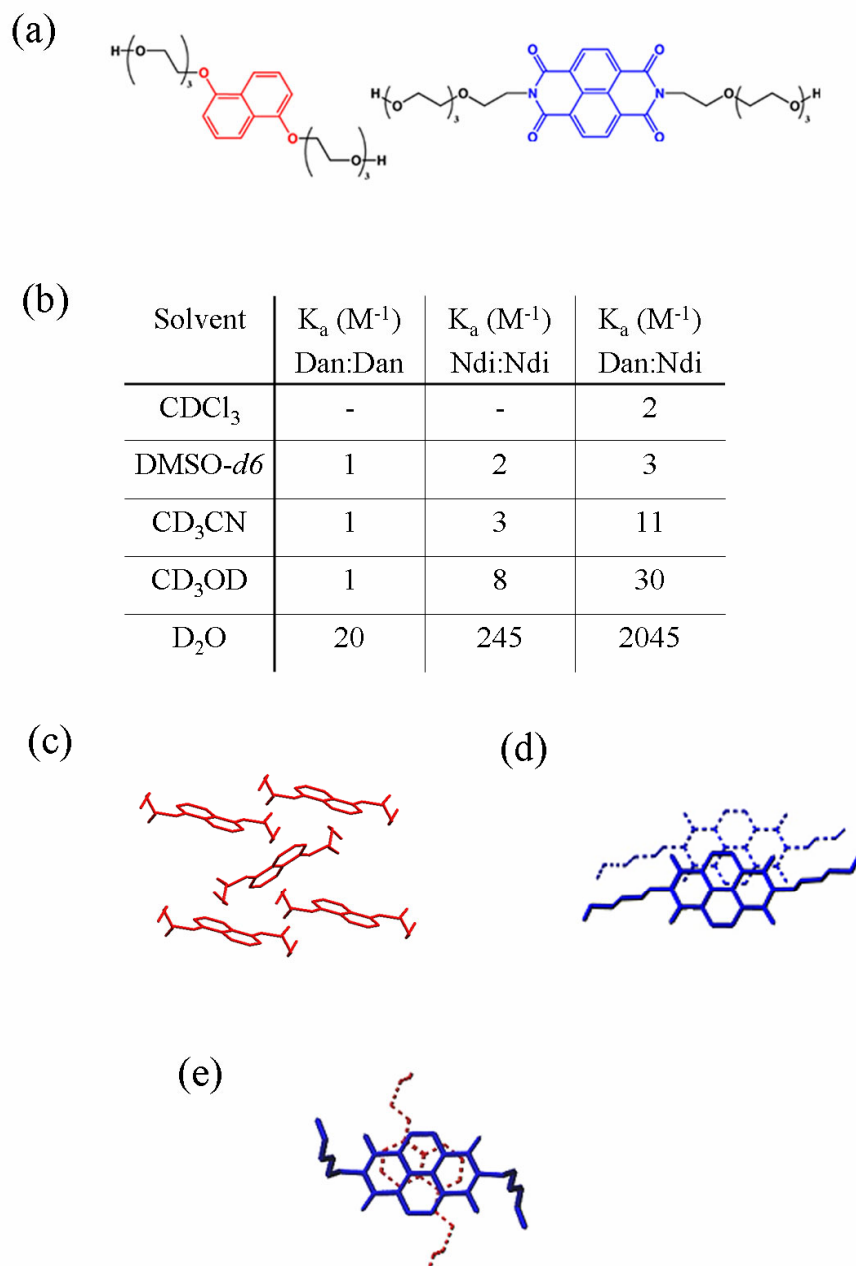 (a)
H O 3 O
O O H 3
H O 3 O N O O O O N O O H 3
(b)
Solvent Ka (M-1) Ka (M-1) Ka (M-1)
Dan:Dan Ndi:Ndi Dan:Ndi
CDCl3 - - 2
DMSO-d6 1 2 3
CD3CN 1 3 11
CD3OD 1 8 30
D2O 20 245 2045
(c)
(d)
(e)